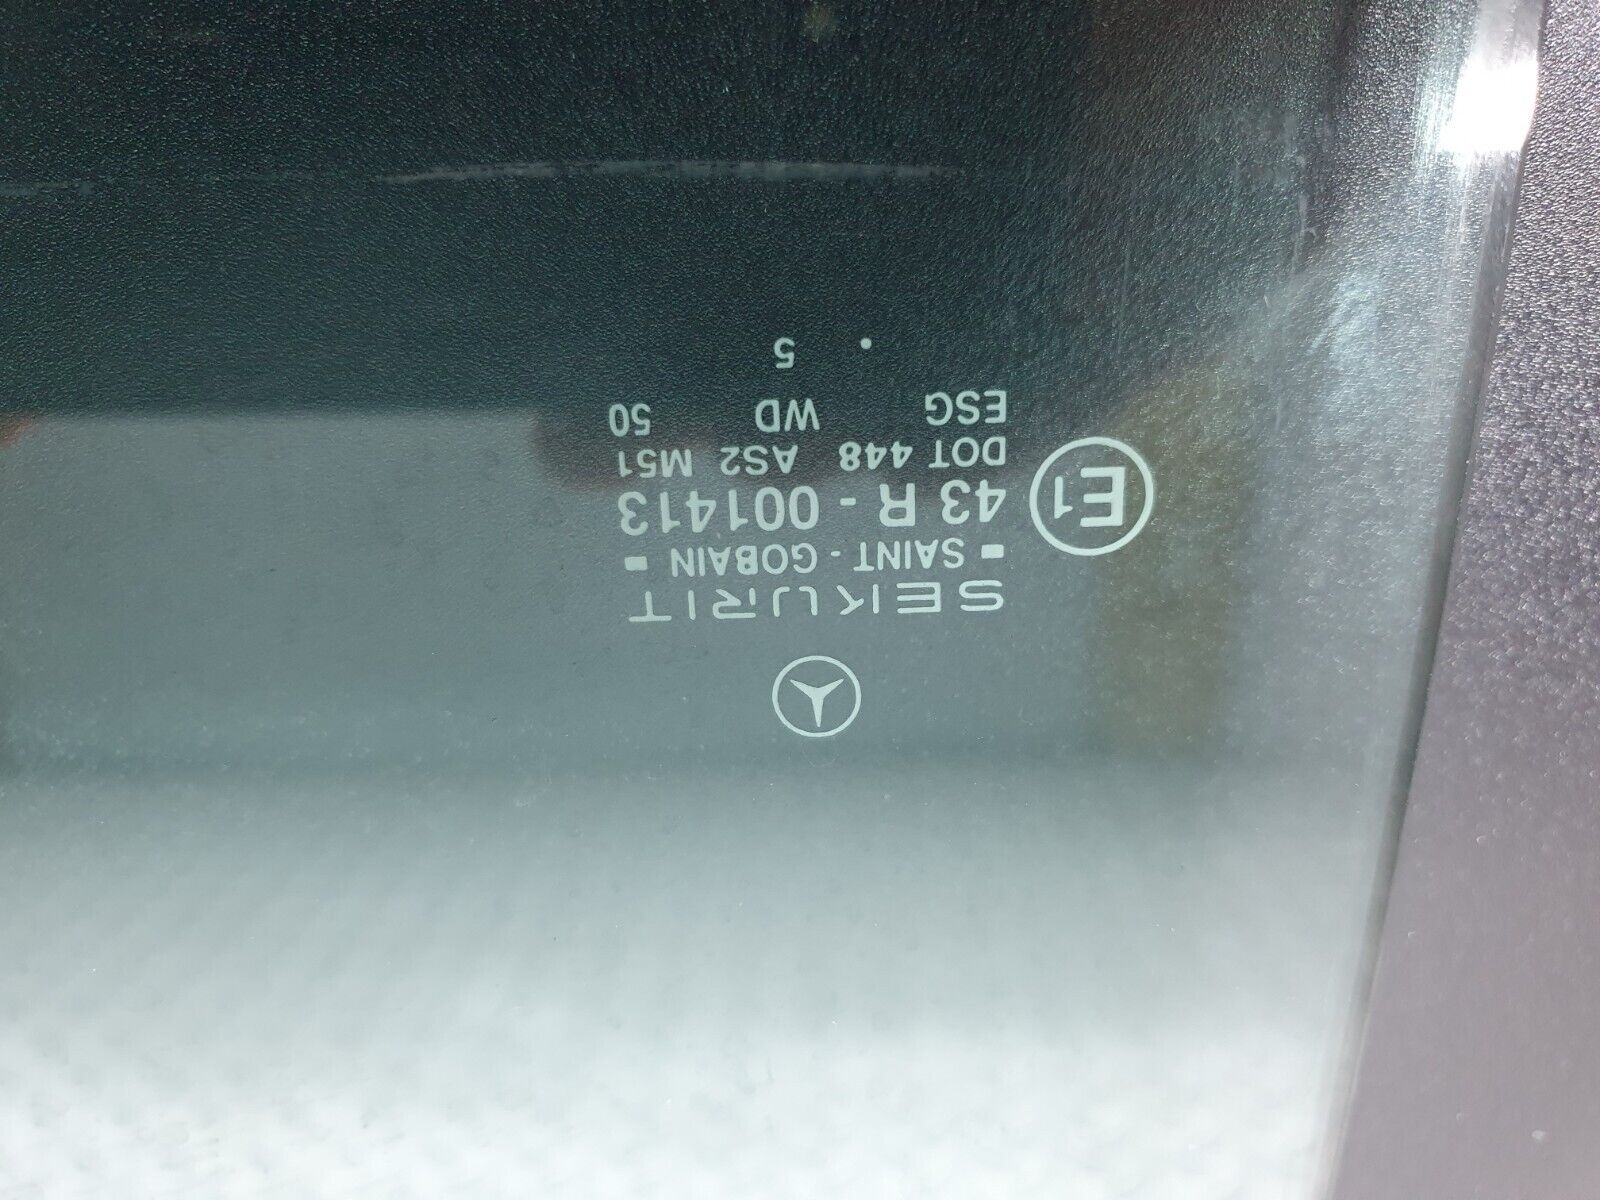 SEKURIT
▪ SAINT - GOBAIN ▪
E1 43 R - 001413
DOT 448 AS2 M51
ESG WD 50
. 5